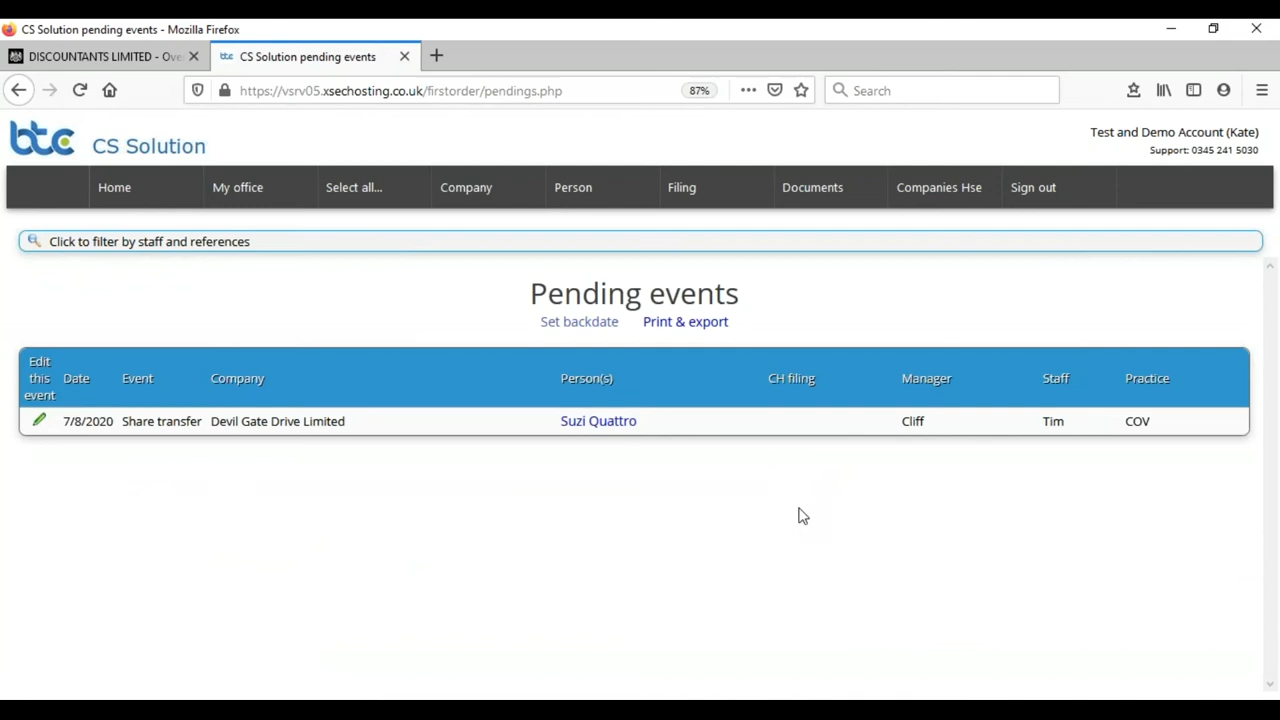 CS Solution pending events - Mozilla Firefox
DISCOUNTANTS LIMITED - Ove
CS Solution pending events
https://vsrv05.xsechosting.co.uk/firstorder/pendings.php
87%
Search
btc CS Solution
Test and Demo Account (Kate)
Support: 0345 241 5030
Home My office Select all... Company Person Filing Documents Companies Hse Sign out
Click to filter by staff and references
Pending events
Set backdate Print & export
Edit this event Date Event Company Person(s) CH filing Manager Staff Practice
7/8/2020 Share transfer Devil Gate Drive Limited Suzi Quattro Cliff Tim COV